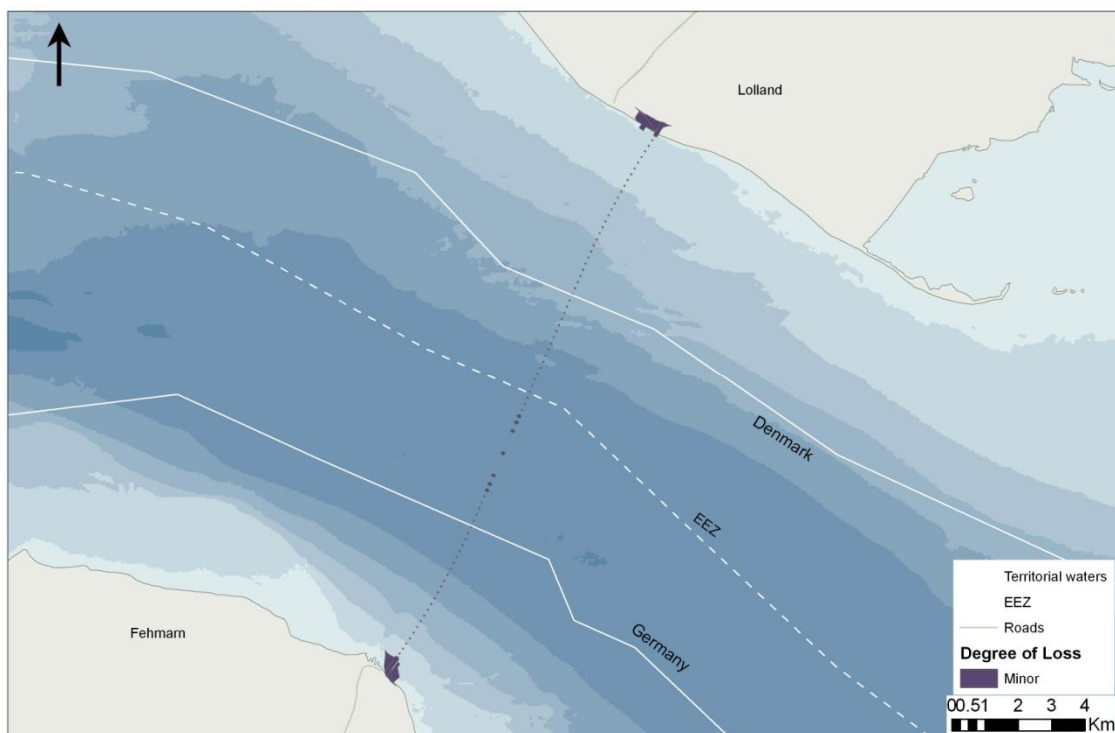 Lolland
Denmark
EEZ
Germany
Fehmarn
Territorial waters
EEZ
Roads
Degree of Loss
Minor
00.51 2 3 4
Km